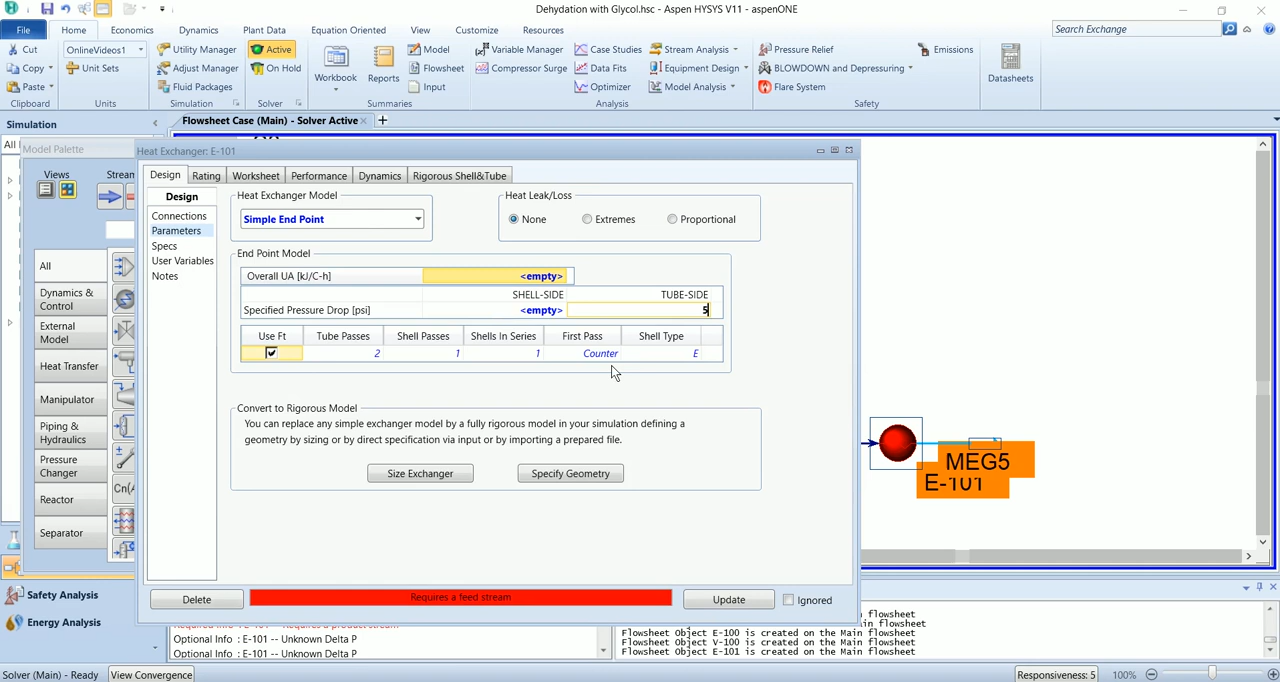 Dehydation with Glycol.hsc - Aspen HYSYS V11 - aspenONE
File Home Economics Dynamics Plant Data Equation Oriented View Customize Resources Search Exchange
Cut OnlineVideos1 Utility Manager Active Model Variable Manager Case Studies Stream Analysis Pressure Relief Emissions
Copy Unit Sets Adjust Manager On Hold Workbook Reports Flowsheet Compressor Surge Data Fits Equipment Design BLOWDOWN and Depressuring Datasheets
Paste Fluid Packages Input Optimizer Model Analysis Flare System
Clipboard Units Simulation Solver Summaries Analysis Safety
Simulation Flowsheet Case (Main) - Solver Active
All
Model Palette Heat Exchanger: E-101
Views Strea
Design Rating Worksheet Performance Dynamics Rigorous Shell&Tube
Design
Connections
Parameters
Specs
User Variables
Notes
Heat Exchanger Model Heat Leak/Loss
Simple End Point None Extremes Proportional
End Point Model
Overall UA [kJ/C-h] <empty>
SHELL-SIDE TUBE-SIDE
Specified Pressure Drop [psi] <empty> 5
Use Ft Tube Passes Shell Passes Shells In Series First Pass Shell Type
2 1 1 Counter E
Convert to Rigorous Model
You can replace any simple exchanger model by a fully rigorous model in your simulation defining a
geometry by sizing or by direct specification via input or by importing a prepared file.
Size Exchanger Specify Geometry
All
Dynamics &
Control
External
Model
Heat Transfer
Manipulator
Piping &
Hydraulics
Pressure
Changer
Reactor
Separator
Cn(A
MEG5
E-101
Delete Requires a feed stream Update Ignored
Safety Analysis
Energy Analysis
Optional Info : E-101 -- Unknown Delta P
Optional Info : E-101 -- Unknown Delta P
Flowsheet Object E-100 is created on the Main flowsheet
Flowsheet Object V-100 is created on the Main flowsheet
Flowsheet Object E-101 is created on the Main flowsheet
Solver (Main) - Ready View Convergence Responsiveness: 5 100%